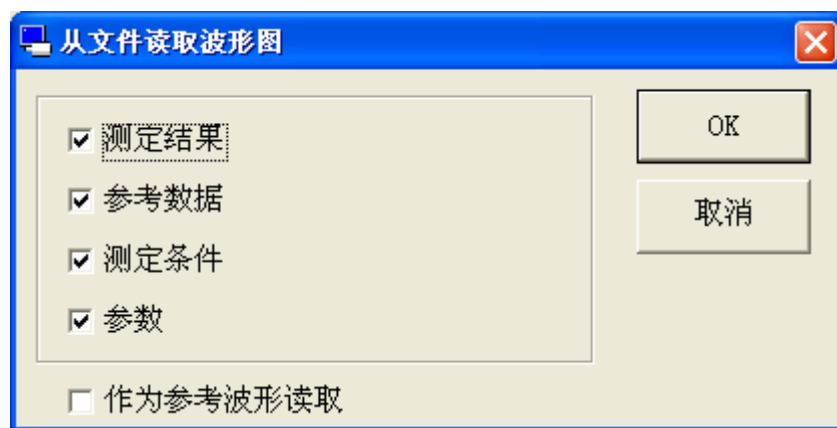 从文件读取波形图
测定结果
参考数据
测定条件
参数
作为参考波形读取
OK
取消